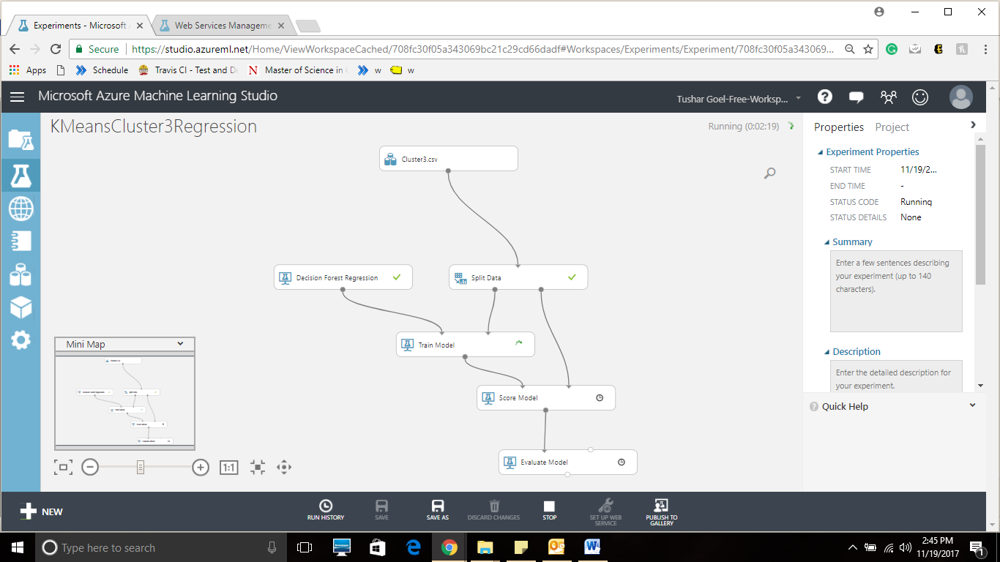 Experiments - Microsoft
Web Services Manageme
Secure
https://studio.azureml.net/Home/ViewWorkspaceCached/708fc30f05a343069bc21c29cd66dadf#Workspaces/Experiments/Experiment/708fc30f05a343069...
Apps
Schedule
Travis CI - Test and De
Master of Science in
w
w
Microsoft Azure Machine Learning Studio
Tushar Goel-Free-Worksp...
KMeansCluster3Regression
Running (0:02:19)
Cluster3.csv
Decision Forest Regression
Split Data
Train Model
Score Model
Evaluate Model
Mini Map
1:1
Properties
Project
Experiment Properties
START TIME 11/19/2...
END TIME -
STATUS CODE Running
STATUS DETAILS None
Summary
Enter a few sentences describing
your experiment (up to 140
characters).
Description
Enter the detailed description for
your experiment.
Quick Help
NEW
RUN HISTORY
SAVE
SAVE AS
DISCARD CHANGES
STOP
SET UP WEB
SERVICE
PUBLISH TO
GALLERY
Type here to search
2:45 PM
11/19/2017
1